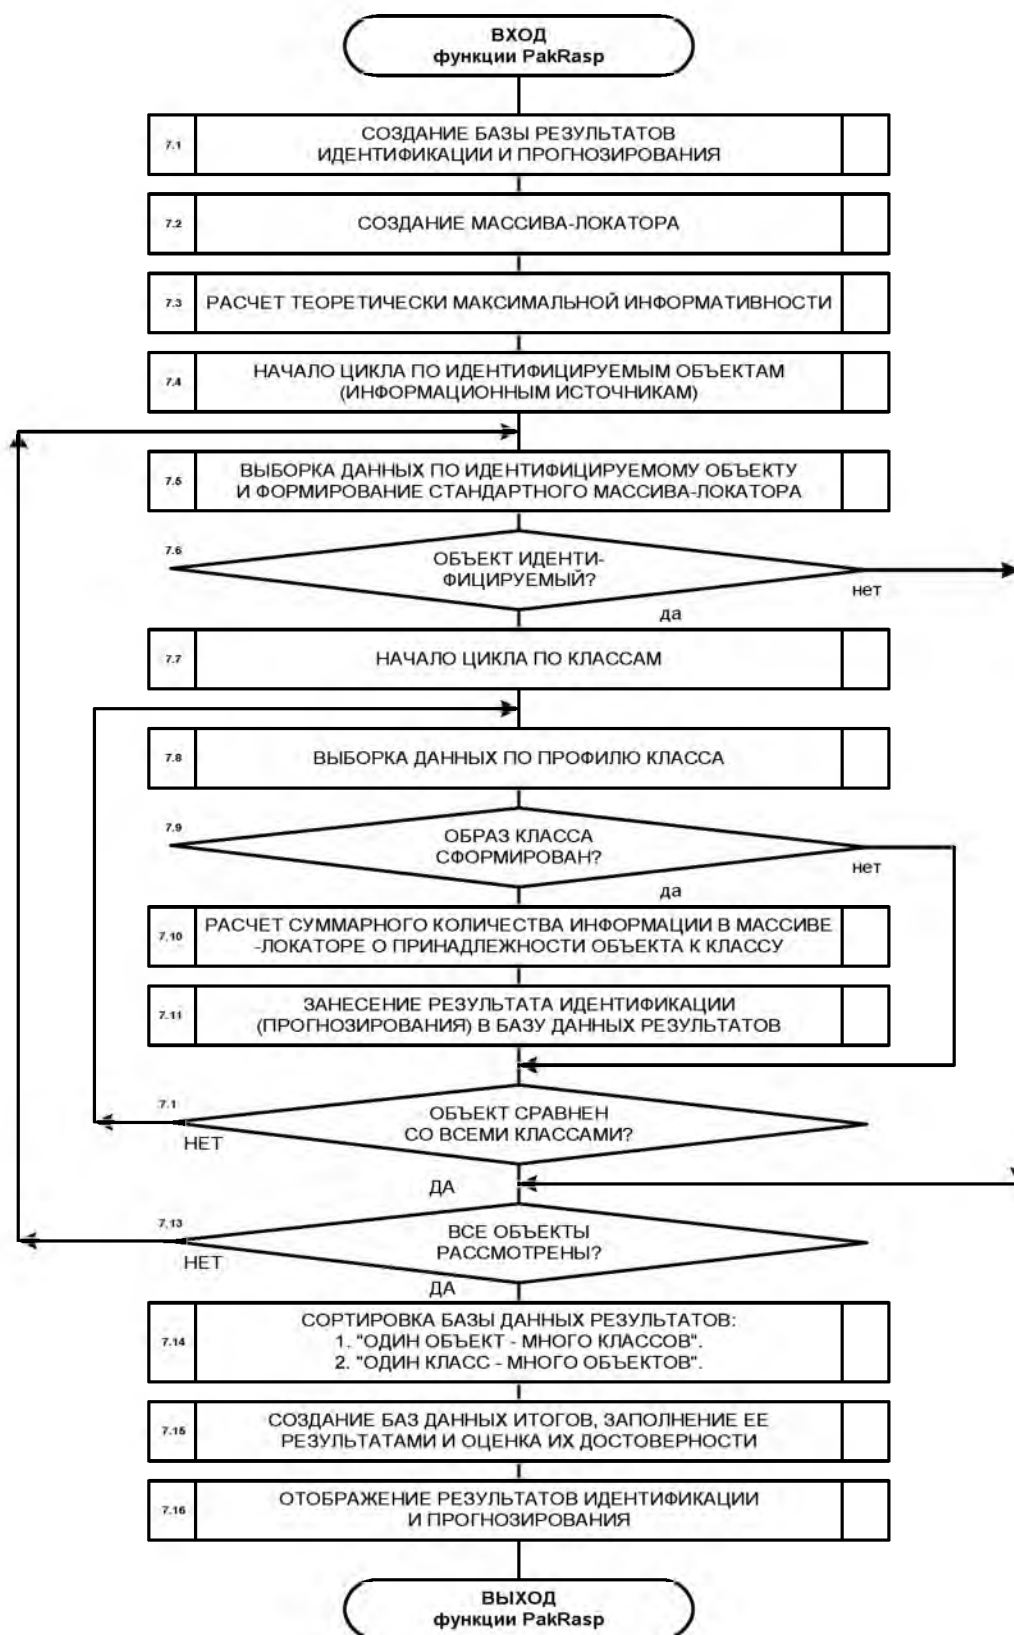 ВХОД
функции PakRasp
7.1
СОЗДАНИЕ БАЗЫ РЕЗУЛЬТАТОВ
ИДЕНТИФИКАЦИИ И ПРОГНОЗИРОВАНИЯ
7.2
СОЗДАНИЕ МАССИВА-ЛОКАТОРА
7.3
РАСЧЕТ ТЕОРЕТИЧЕСКИ МАКСИМАЛЬНОЙ ИНФОРМАТИВНОСТИ
7.4
НАЧАЛО ЦИКЛА ПО ИДЕНТИФИЦИРУЕМЫМ ОБЪЕКТАМ
(ИНФОРМАЦИОННЫМ ИСТОЧНИКАМ)
7.5
ВЫБОРКА ДАННЫХ ПО ИДЕНТИФИЦИРУЕМОМУ ОБЪЕКТУ
И ФОРМИРОВАНИЕ СТАНДАРТНОГО МАССИВА-ЛОКАТОРА
7.6
ОБЪЕКТ ИДЕНТИ-
ФИЦИРУЕМЫЙ?
нет
да
7.7
НАЧАЛО ЦИКЛА ПО КЛАССАМ
7.8
ВЫБОРКА ДАННЫХ ПО ПРОФИЛЮ КЛАССА
7.9
ОБРАЗ КЛАССА
СФОРМИРОВАН?
нет
да
7.10
РАСЧЕТ СУММАРНОГО КОЛИЧЕСТВА ИНФОРМАЦИИ В МАССИВЕ
-ЛОКАТОРЕ О ПРИНАДЛЕЖНОСТИ ОБЪЕКТА К КЛАССУ
7.11
ЗАНЕСЕНИЕ РЕЗУЛЬТАТА ИДЕНТИФИКАЦИИ
(ПРОГНОЗИРОВАНИЯ) В БАЗУ ДАННЫХ РЕЗУЛЬТАТОВ
7.1
ОБЪЕКТ СРАВНЕН
СО ВСЕМИ КЛАССАМИ?
НЕТ
ДА
7.13
ВСЕ ОБЪЕКТЫ
РАССМОТРЕНЫ?
НЕТ
ДА
7.14
СОРТИРОВКА БАЗЫ ДАННЫХ РЕЗУЛЬТАТОВ:
1. "ОДИН ОБЪЕКТ - МНОГО КЛАССОВ".
2. "ОДИН КЛАСС - МНОГО ОБЪЕКТОВ".
7.15
СОЗДАНИЕ БАЗ ДАННЫХ ИТОГОВ, ЗАПОЛНЕНИЕ ЕЕ
РЕЗУЛЬТАТАМИ И ОЦЕНКА ИХ ДОСТОВЕРНОСТИ
7.16
ОТОБРАЖЕНИЕ РЕЗУЛЬТАТОВ ИДЕНТИФИКАЦИИ
И ПРОГНОЗИРОВАНИЯ
ВЫХОД
функции PakRasp